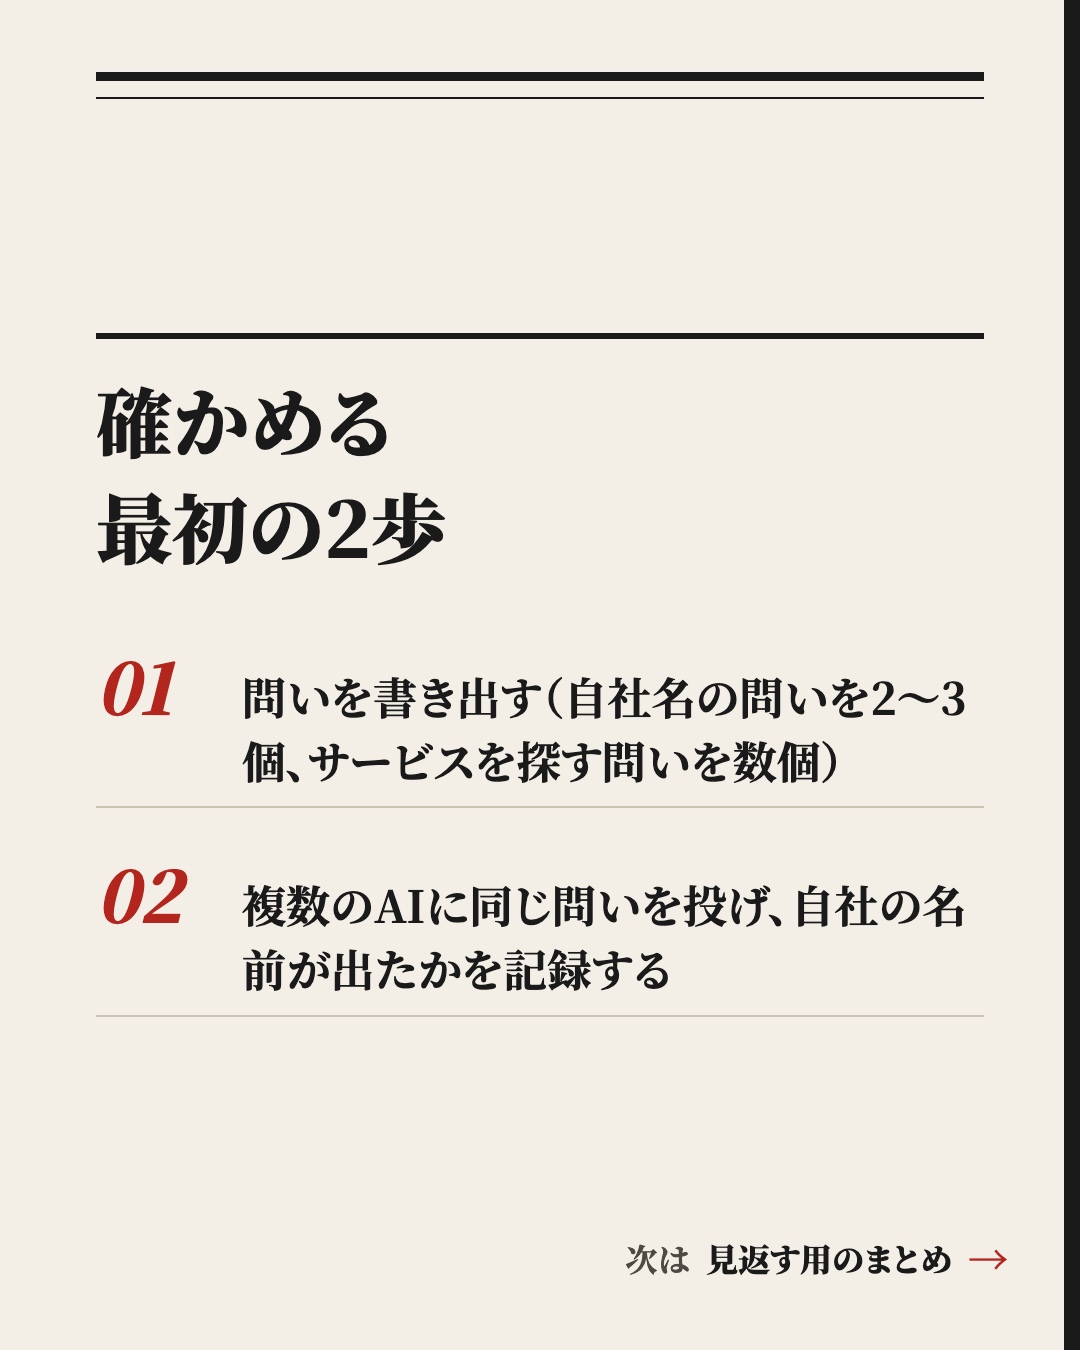 確かめる
最初の2歩
01 問いを書き出す（自社名の問いを2〜3
個、サービスを探す問いを数個）
02 複数のAIに同じ問いを投げ、自社の名
前が出たかを記録する
次は 見返す用のまとめ →